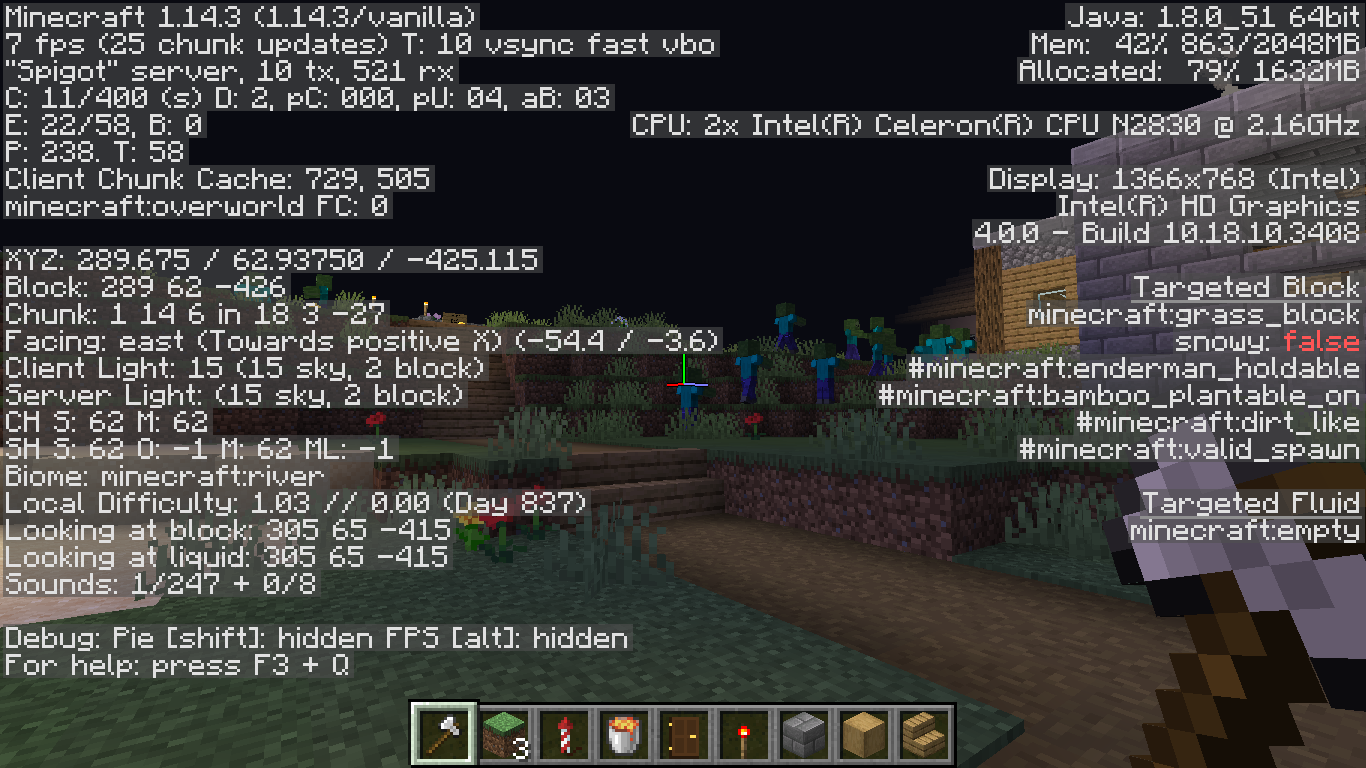 Minecraft 1.14.3 (1.14.3/vanilla)
7 fps (25 chunk updates) T: 10 vsync fast vbo
"Spigot" server, 10 tx, 521 rx
C: 11/400 (s) D: 2, pC: 000, pU: 04, aB: 03
E: 22/58, B: 0
P: 238. T: 58
Client Chunk Cache: 729, 505
minecraft:overworld FC: 0
XYZ: 289.675 / 62.93750 / -425.115
Block: 289 62 -426
Chunk: 1 14 6 in 18 3 -27
Facing: east (Towards positive X) (-54.4 / -3.6)
Client Light: 15 (15 sky, 2 block)
Server Light: (15 sky, 2 block)
CH S: 62 M: 62
SH S: 62 O: -1 M: 62 ML: -1
Biome: minecraft:river
Local Difficulty: 1.03 // 0.00 (Day 837)
Looking at block: 305 65 -415
Looking at liquid: 305 65 -415
Sounds: 1/247 + 0/8
Debug: Pie [shift]: hidden FPS [alt]: hidden
For help: press F3 + Q
Java: 1.8.0_51 64bit
Mem: 42% 863/2048MB
Allocated: 79% 1632MB
CPU: 2x Intel(R) Celeron(R) CPU N2830 @ 2.16GHz
Display: 1366x768 (Intel)
Intel(R) HD Graphics
4.0.0 - Build 10.18.10.3408
Targeted Block
minecraft:grass_block
snowy: false
#minecraft:enderman_holdable
#minecraft:bamboo_plantable_on
#minecraft:dirt_like
#minecraft:valid_spawn
Targeted Fluid
minecraft:empty
3